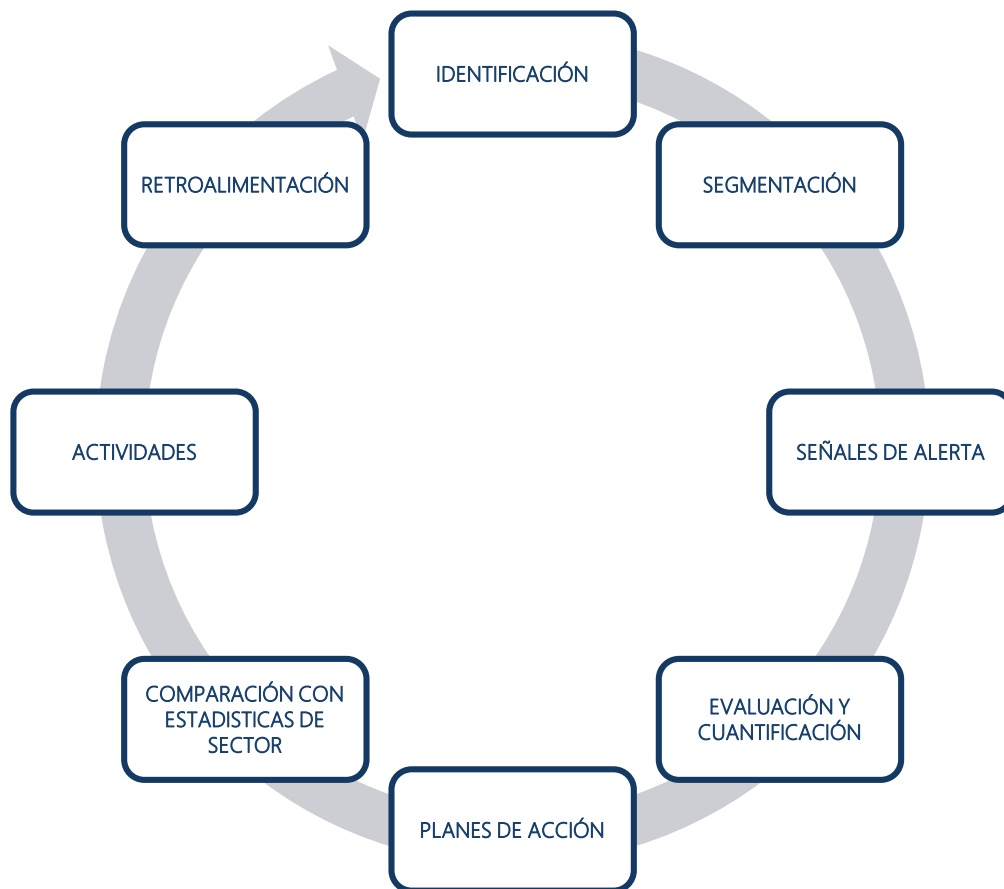 IDENTIFICACIÓN
SEGMENTACIÓN
SEÑALES DE ALERTA
EVALUACIÓN Y
CUANTIFICACIÓN
PLANES DE ACCIÓN
COMPARACIÓN CON
ESTADISTICAS DE
SECTOR
ACTIVIDADES
RETROALIMENTACIÓN